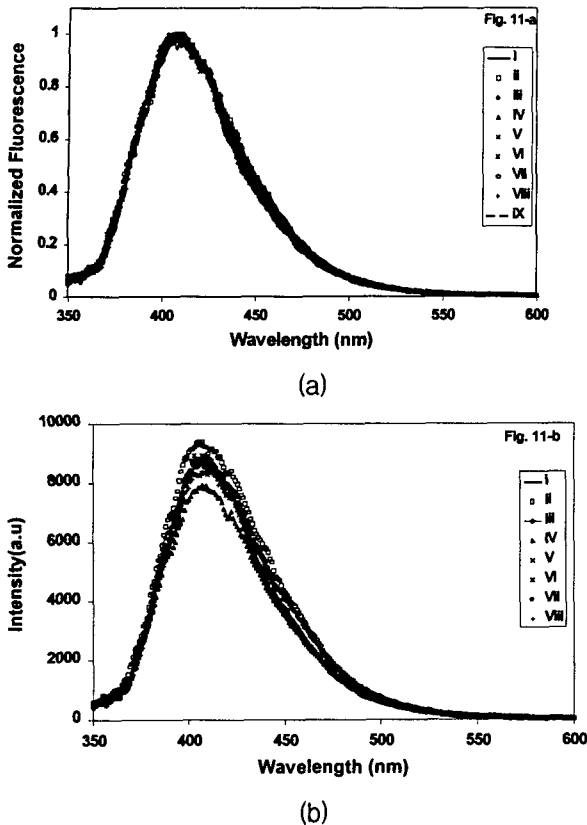 Fig. 11-a
Normalized Fluorescence
1
0.8
0.6
0.4
0.2
0
350 400 450 500 550 600
Wavelength (nm)
I
II
III
IV
V
VI
VII
VIII
IX
(a)
Fig. 11-b
Intensity(a.u)
10000
8000
6000
4000
2000
0
350 400 450 500 550 600
Wavelength (nm)
I
II
III
IV
V
VI
VII
VIII
(b)